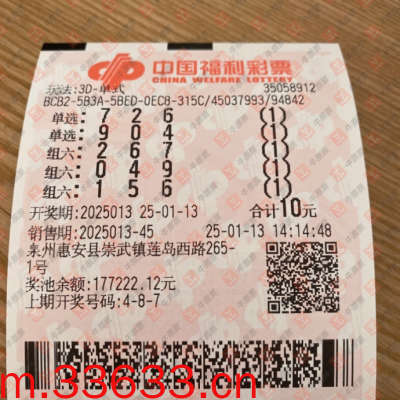 中国福利彩票
CHINA WELFARE LOTTERY
玩法:3D-单式 35058912
BCB2-5B3A-5BED-0EC8-315C/45037993/94842
单选: 7 2 6 (1)
单选: 9 0 4 (1)
组六: 2 6 7 (1)
组六: 0 4 9 (1)
组六: 1 5 6 (1)
开奖期:2025013 25-01-13 合计10元
销售期:2025013-45 25-01-13 14:14:48
泉州惠安县崇武镇莲岛西路265-
1号
奖池余额:177222.12元
上期开奖号码:4-8-7
m.33633.com